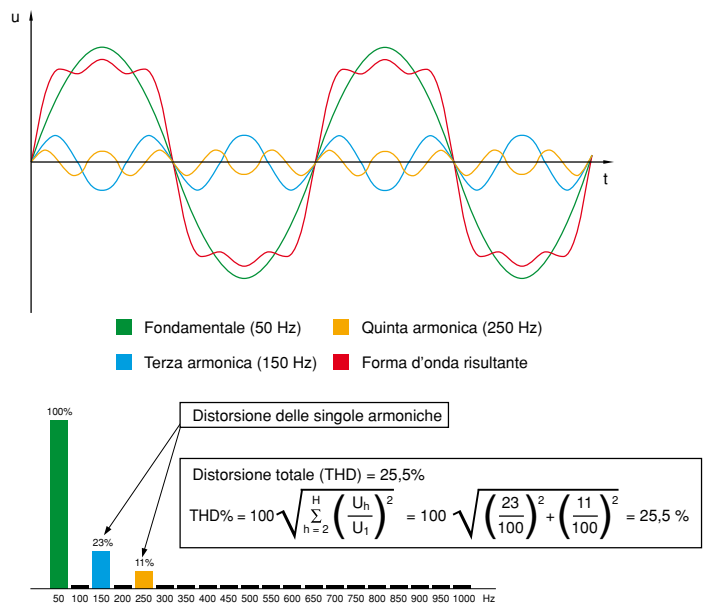 u
t
Fondamentale (50 Hz)
Quinta armonica (250 Hz)
Terza armonica (150 Hz)
Forma d'onda risultante
100%
Distorsione delle singole armoniche
Distorsione totale (THD) = 25,5%
THD% = 100 √ H Σ h = 2 ( U_h / U_1 )² = 100 √ ( 23 / 100 )² + ( 11 / 100 )² = 25,5 %
23%
11%
50 100 150 200 250 300 350 400 450 500 550 600 650 700 750 800 850 900 950 1000 Hz